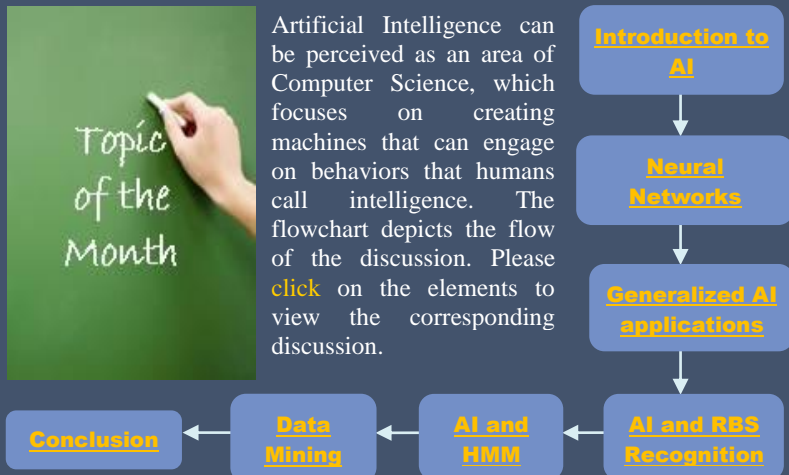 Topic
of the
Month
Artificial Intelligence can
be perceived as an area of
Computer Science, which
focuses on creating
machines that can engage
on behaviors that humans
call intelligence. The
flowchart depicts the flow
of the discussion. Please
click on the elements to
view the corresponding
discussion.
Introduction to
AI
Neural
Networks
Generalized AI
applications
AI and RBS
Recognition
AI and
HMM
Data
Mining
Conclusion